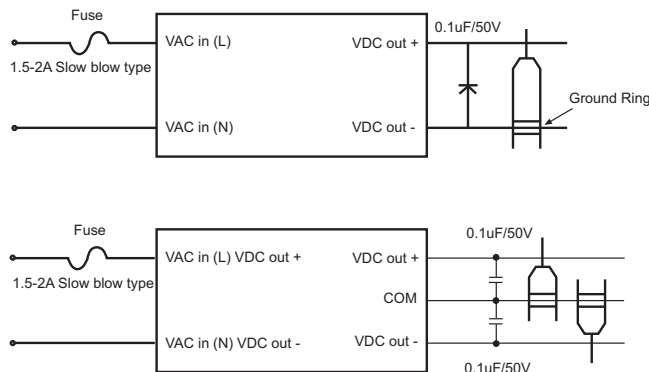 Fuse
0.1uF/50V
VAC in (L)
VDC out +
1.5-2A Slow blow type
Ground Ring
VAC in (N)
VDC out -
Fuse
0.1uF/50V
VAC in (L) VDC out +
VDC out +
1.5-2A Slow blow type
COM
VAC in (N) VDC out -
VDC out -
0.1uF/50V